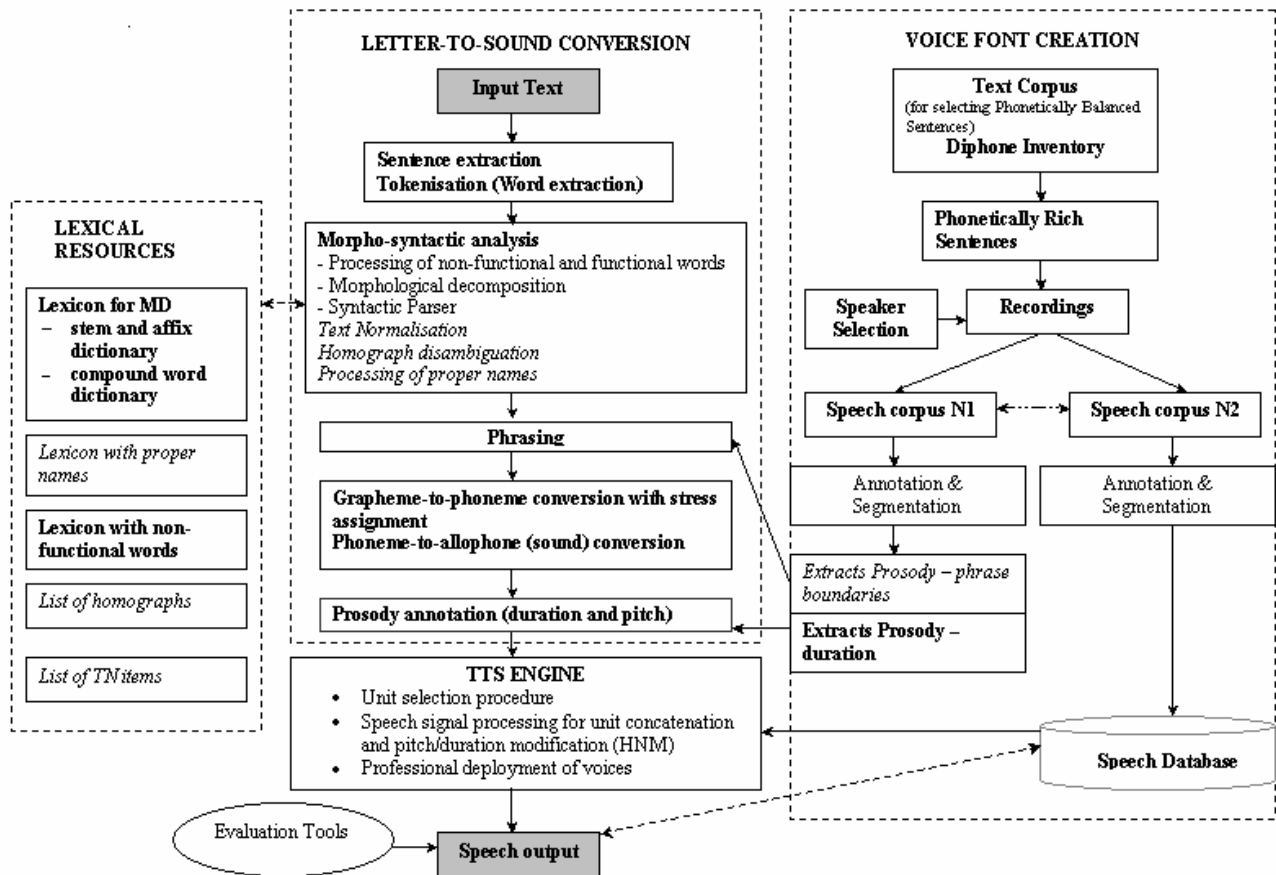 LETTER-TO-SOUND CONVERSION
Input Text
Sentence extraction
Tokenisation (Word extraction)
Morpho-syntactic analysis
- Processing of non-functional and functional words
- Morphological decomposition
- Syntactic Parser
Text Normalisation
Homograph disambiguation
Processing of proper names
Phrasing
Grapheme-to-phoneme conversion with stress
assignment
Phoneme-to-allophone (sound) conversion
Prosody annotation (duration and pitch)
TTS ENGINE
• Unit selection procedure
• Speech signal processing for unit concatenation
and pitch/duration modification (HNM)
• Professional deployment of voices
Evaluation Tools
Speech output
LEXICAL
RESOURCES
Lexicon for MD
– stem and affix
dictionary
– compound word
dictionary
Lexicon with proper
names
Lexicon with non-
functional words
List of homographs
List of TN items
VOICE FONT CREATION
Text Corpus
(for selecting Phonetically Balanced
Sentences)
Diphone Inventory
Phonetically Rich
Sentences
Speaker
Selection
Recordings
Speech corpus N1
Speech corpus N2
Annotation &
Segmentation
Annotation &
Segmentation
Extracts Prosody – phrase
boundaries
Extracts Prosody –
duration
Speech Database